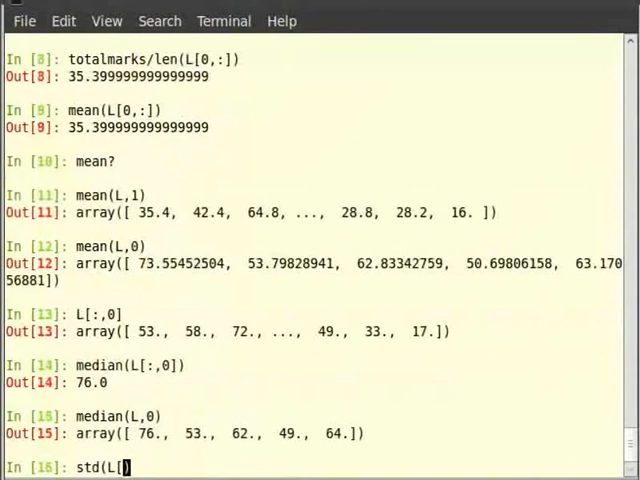 File Edit View Search Terminal Help
In [8]: totalmarks/len(L[0,:])
Out[8]: 35.399999999999999
In [9]: mean(L[0,:])
Out[9]: 35.399999999999999
In [10]: mean?
In [11]: mean(L,1)
Out[11]: array([ 35.4,  42.4,  64.8, ...,  28.8,  28.2,  16. ])
In [12]: mean(L,0)
Out[12]: array([ 73.55452504,  53.79828941,  62.83342759,  50.69806158,  63.170
56881])
In [13]: L[:,0]
Out[13]: array([ 53.,  58.,  72., ...,  49.,  33.,  17.])
In [14]: median(L[:,0])
Out[14]: 76.0
In [15]: median(L,0)
Out[15]: array([ 76.,  53.,  62.,  49.,  64.])
In [16]: std(L[)